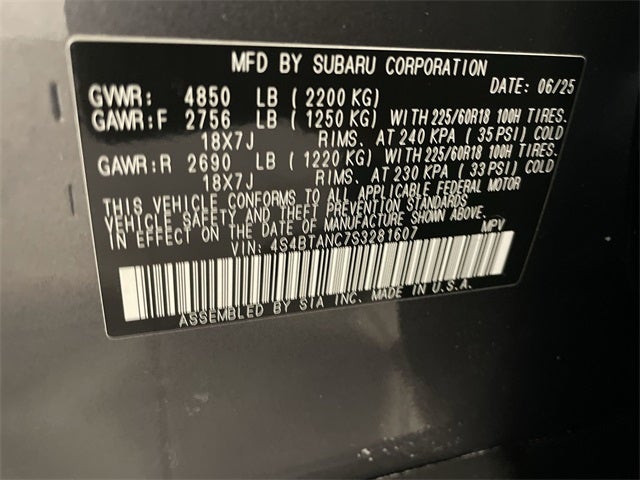 MFD BY SUBARU CORPORATION
DATE: 06/25
GVWR: 4850 LB (2200 KG)
GAWR:F 2756 LB (1250 KG) WITH 225/60R18 100H TIRES.
18X7J RIMS. AT 240 KPA (35 PSI) COLD
GAWR:R 2690 LB (1220 KG) WITH 225/60R18 100H TIRES.
18X7J RIMS. AT 230 KPA (33 PSI) COLD
THIS VEHICLE CONFORMS TO ALL APPLICABLE FEDERAL MOTOR
VEHICLE SAFETY AND THEFT PREVENTION STANDARDS
IN EFFECT ON THE DATE OF MANUFACTURE SHOWN ABOVE.
VIN: 4S4BTANC7S3281607 MPV
ASSEMBLED BY SIA INC. MADE IN U.S.A.